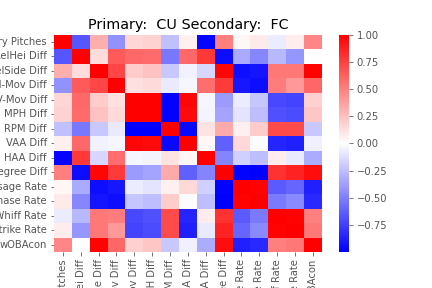 Primary: CU Secondary: FC
ry Pitches
elHei Diff
elSide Diff
I-Mov Diff
V-Mov Diff
MPH Diff
RPM Diff
VAA Diff
HAA Diff
egree Diff
sage Rate
hase Rate
Whiff Rate
trike Rate
wOBAcon
1.00
0.75
0.50
0.25
0.00
−0.25
−0.50
−0.75
itches
ei Diff
e Diff
ov Diff
ov Diff
H Diff
M Diff
A Diff
A Diff
ee Diff
e Rate
e Rate
f Rate
e Rate
BAcon